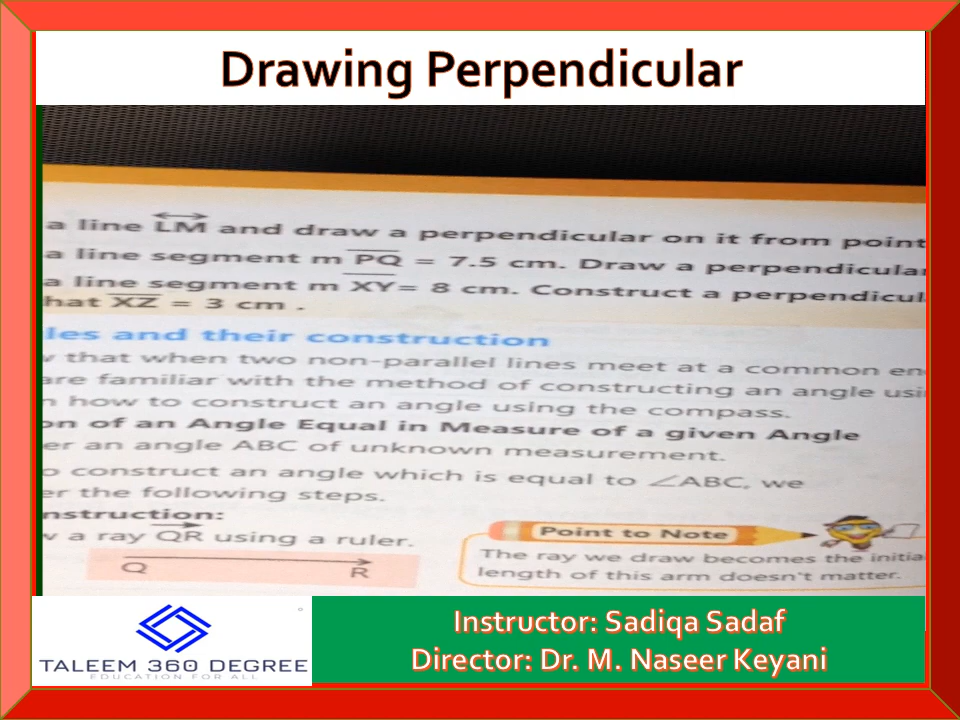 Drawing Perpendicular
a line LM and draw a perpendicular on it from point
a line segment m PQ = 7.5 cm. Draw a perpendicula
a line segment m XY= 8 cm. Construct a perpendicul
hat XZ = 3 cm .
les and their construction
w that when two non-parallel lines meet at a common en
are familiar with the method of constructing an angle usi
n how to construct an angle using the compass.
on of an Angle Equal in Measure of a given Angle
er an angle ABC of unknown measurement.
o construct an angle which is equal to ∠ABC, we
er the following steps.
nstruction:
w a ray QR using a ruler.
Point to Note
The ray we draw becomes the initia
length of this arm doesn't matter.
Q R
TALEEM 360 DEGREE
EDUCATION FOR ALL
Instructor: Sadiqa Sadaf
Director: Dr. M. Naseer Keyani